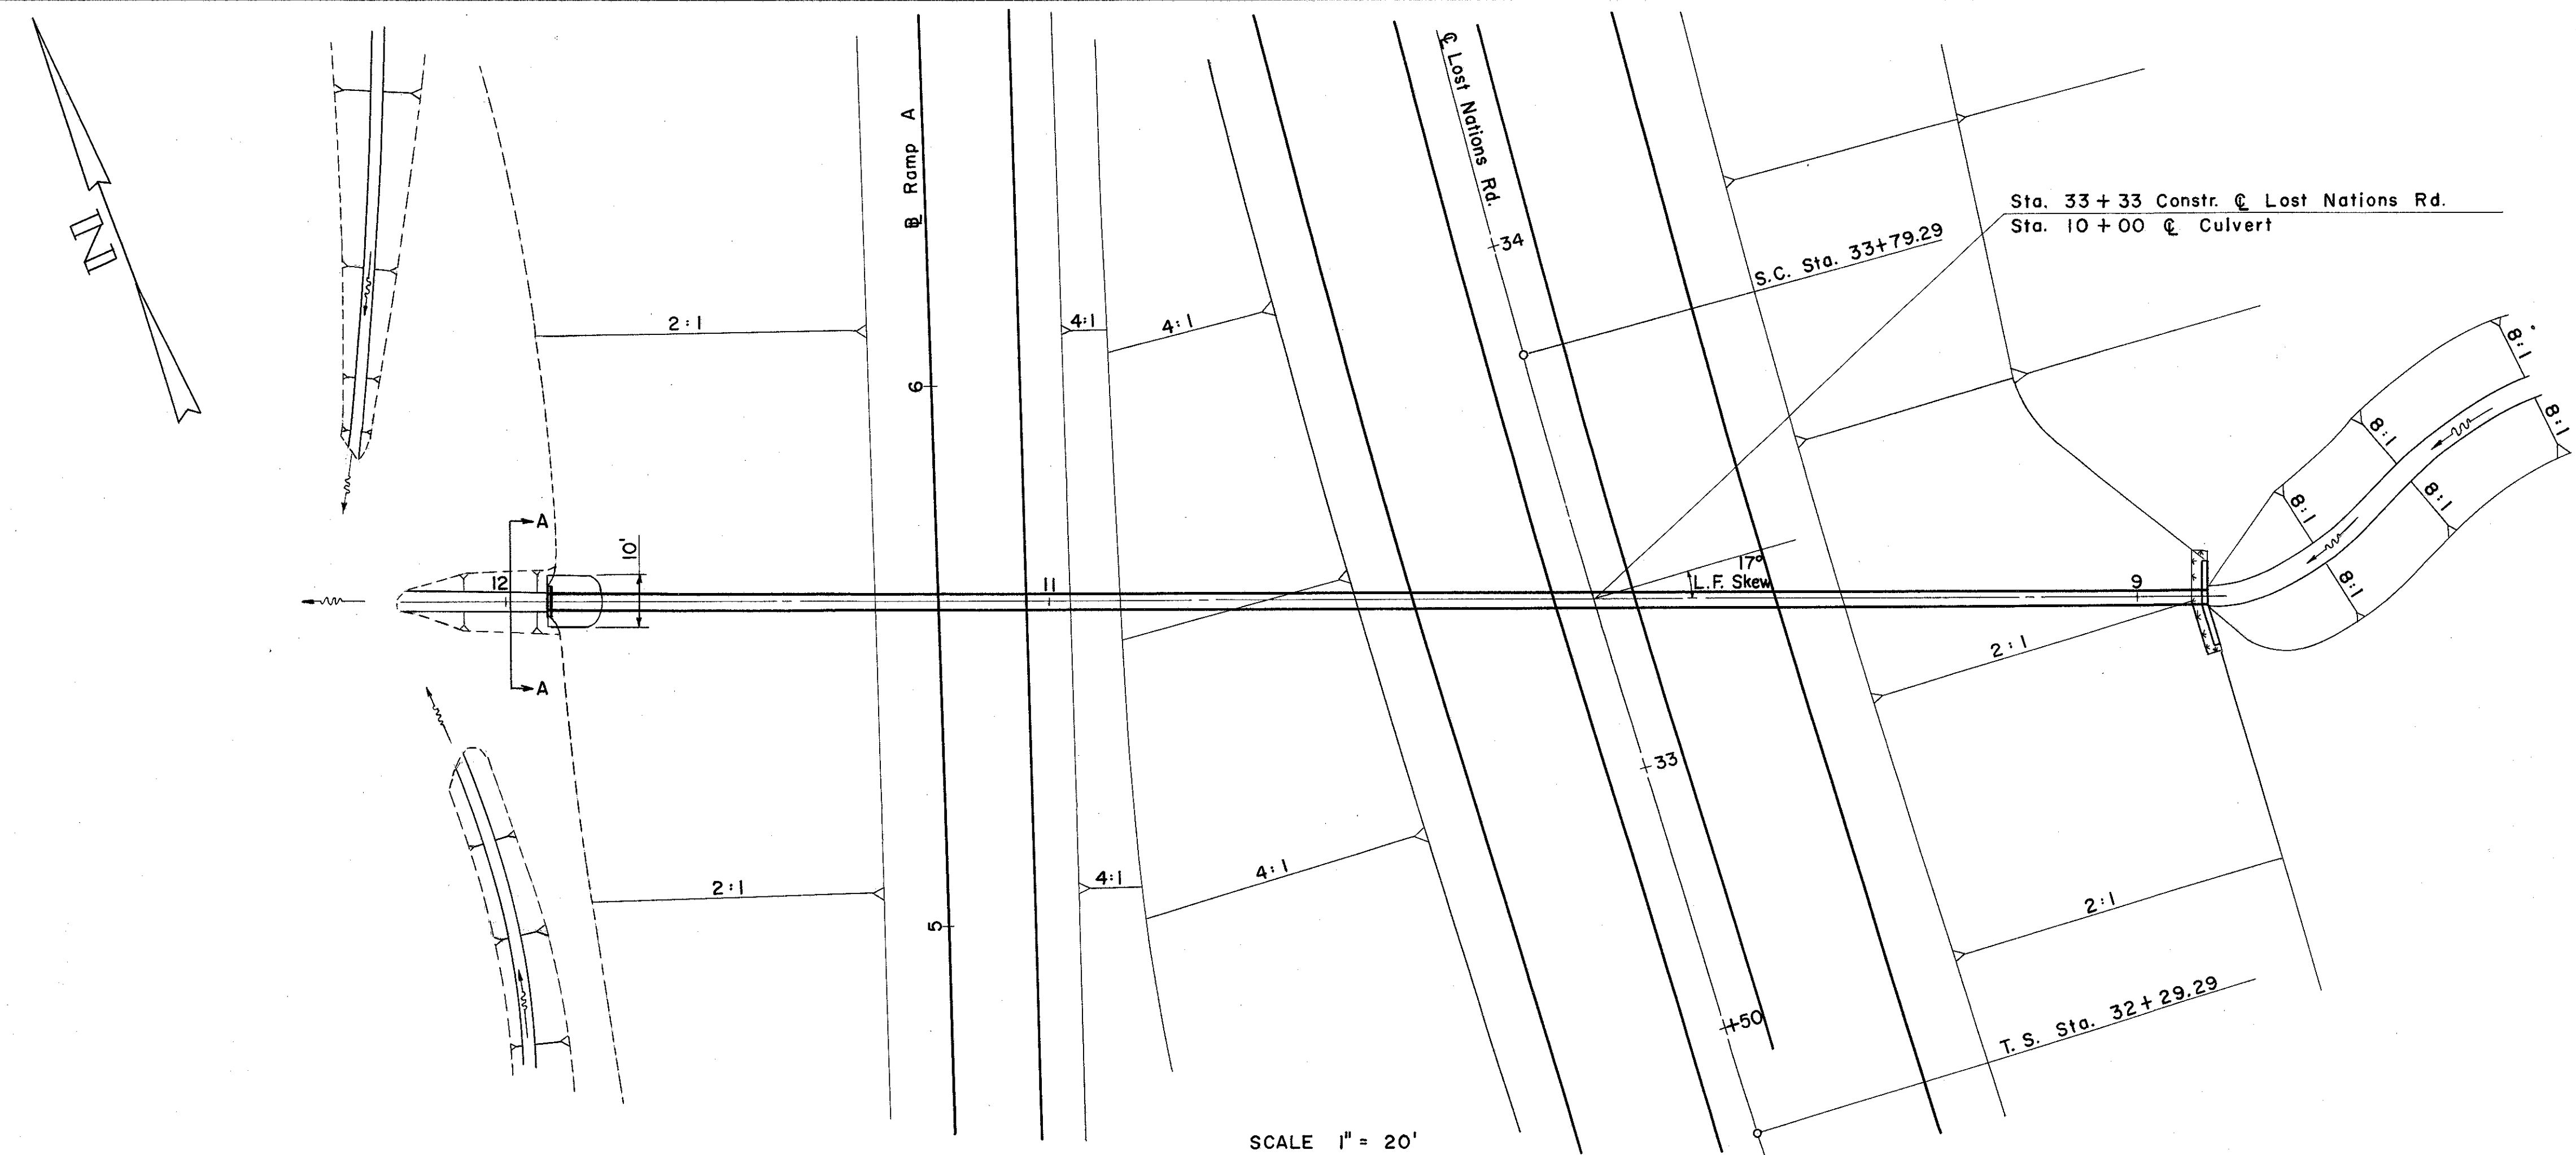 N
℄ Lost Nations Rd.
B Ramp A
+34
Sta. 33 + 33 Constr. ℄ Lost Nations Rd.
Sta. 10 + 00 ℄ Culvert
S.C. Sta. 33+79.29
2:1
4:1
4:1
6
8:1
8:1
8:1
8:1
8:1
8:1
A
10'
12
11
17°
L.F. Skew
9
A
2:1
+33
2:1
4:1
4:1
5
2:1
+50
T. S. Sta. 32 + 29.29
SCALE 1" = 20'